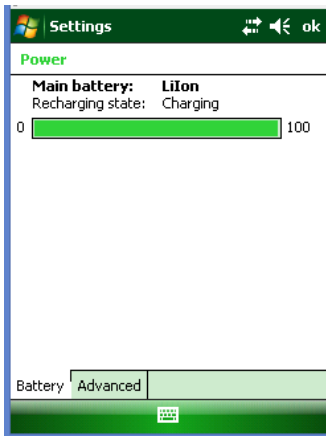 Settings ok
Power
Main battery: LiIon
Recharging state: Charging
0 100
Battery Advanced